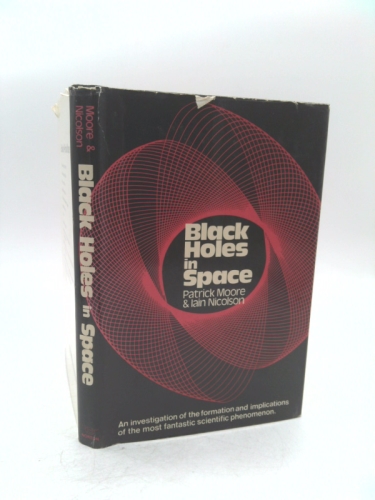 Moore &
Nicolson
Black Holes in Space
Black
Holes
in
Space
Patrick Moore
& Iain Nicolson
An investigation of the formation and implications
of the most fantastic scientific phenomenon.